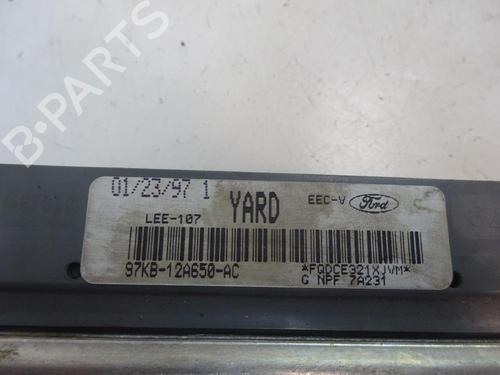 B-PARTS
01/23/97 1
YARD
EEC-V
Ford
LEE-107
97KB-12A650-AC
*FQDCE321XJVM*
G NPF 7A231